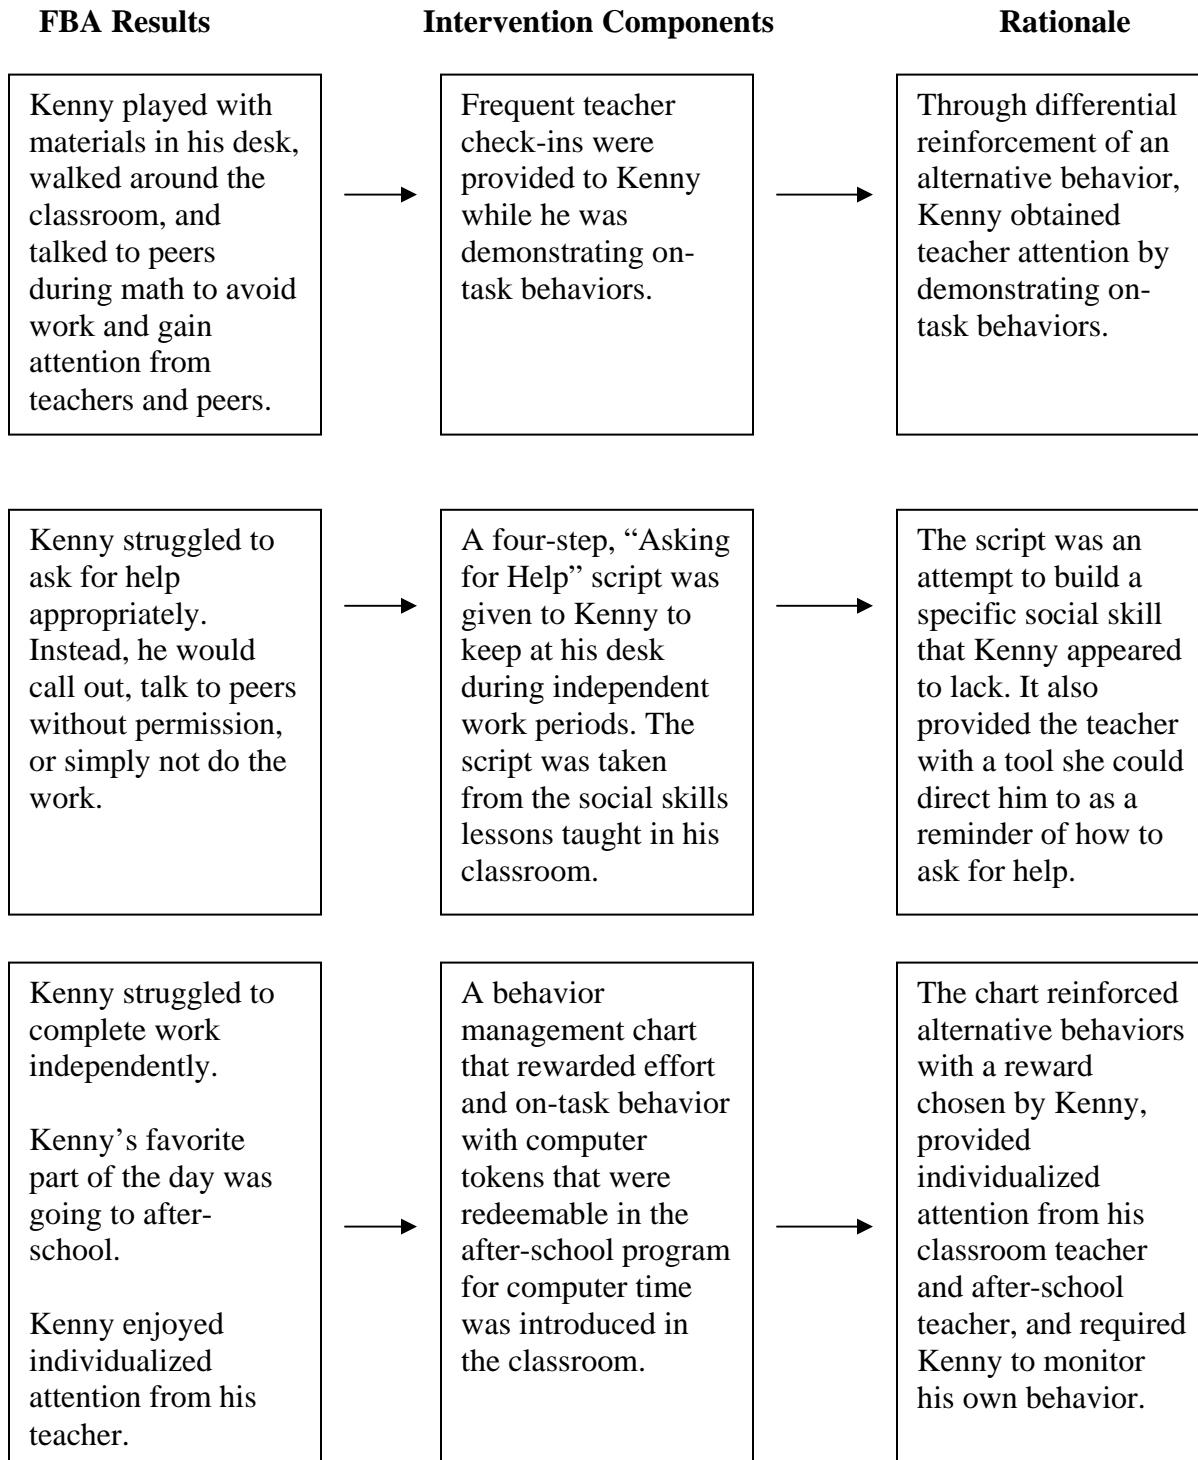 FBA Results
Intervention Components
Rationale
Kenny played with
materials in his desk,
walked around the
classroom, and
talked to peers
during math to avoid
work and gain
attention from
teachers and peers.
Frequent teacher
check-ins were
provided to Kenny
while he was
demonstrating on-
task behaviors.
Through differential
reinforcement of an
alternative behavior,
Kenny obtained
teacher attention by
demonstrating on-
task behaviors.
Kenny struggled to
ask for help
appropriately.
Instead, he would
call out, talk to peers
without permission,
or simply not do the
work.
A four-step, “Asking
for Help” script was
given to Kenny to
keep at his desk
during independent
work periods. The
script was taken
from the social skills
lessons taught in his
classroom.
The script was an
attempt to build a
specific social skill
that Kenny appeared
to lack. It also
provided the teacher
with a tool she could
direct him to as a
reminder of how to
ask for help.
Kenny struggled to
complete work
independently.
Kenny’s favorite
part of the day was
going to after-
school.
Kenny enjoyed
individualized
attention from his
teacher.
A behavior
management chart
that rewarded effort
and on-task behavior
with computer
tokens that were
redeemable in the
after-school program
for computer time
was introduced in
the classroom.
The chart reinforced
alternative behaviors
with a reward
chosen by Kenny,
provided
individualized
attention from his
classroom teacher
and after-school
teacher, and required
Kenny to monitor
his own behavior.